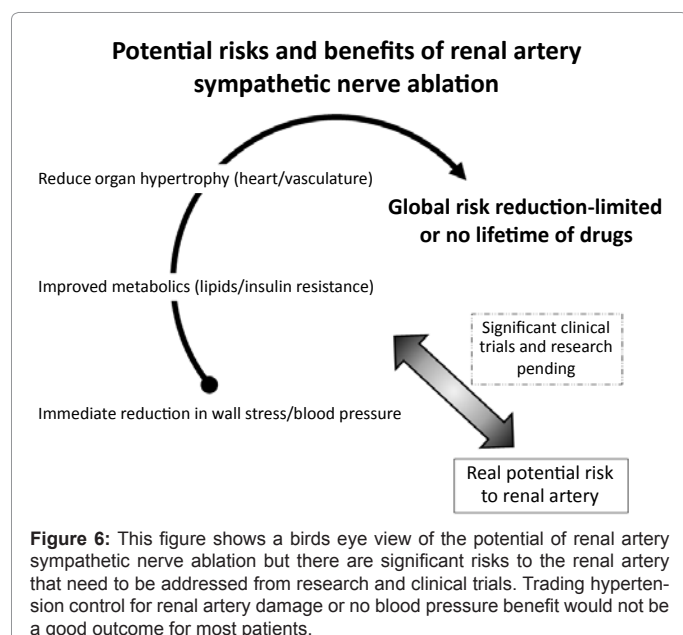 Potential risks and benefits of renal artery
sympathetic nerve ablation
Reduce organ hypertrophy (heart/vasculature)
Global risk reduction-limited
or no lifetime of drugs
Improved metabolics (lipids/insulin resistance)
Significant clinical
trials and research
pending
Immediate reduction in wall stress/blood pressure
Real potential risk
to renal artery
Figure 6: This figure shows a birds eye view of the potential of renal artery
sympathetic nerve ablation but there are significant risks to the renal artery
that need to be addressed from research and clinical trials. Trading hyperten-
sion control for renal artery damage or no blood pressure benefit would not be
a good outcome for most patients.